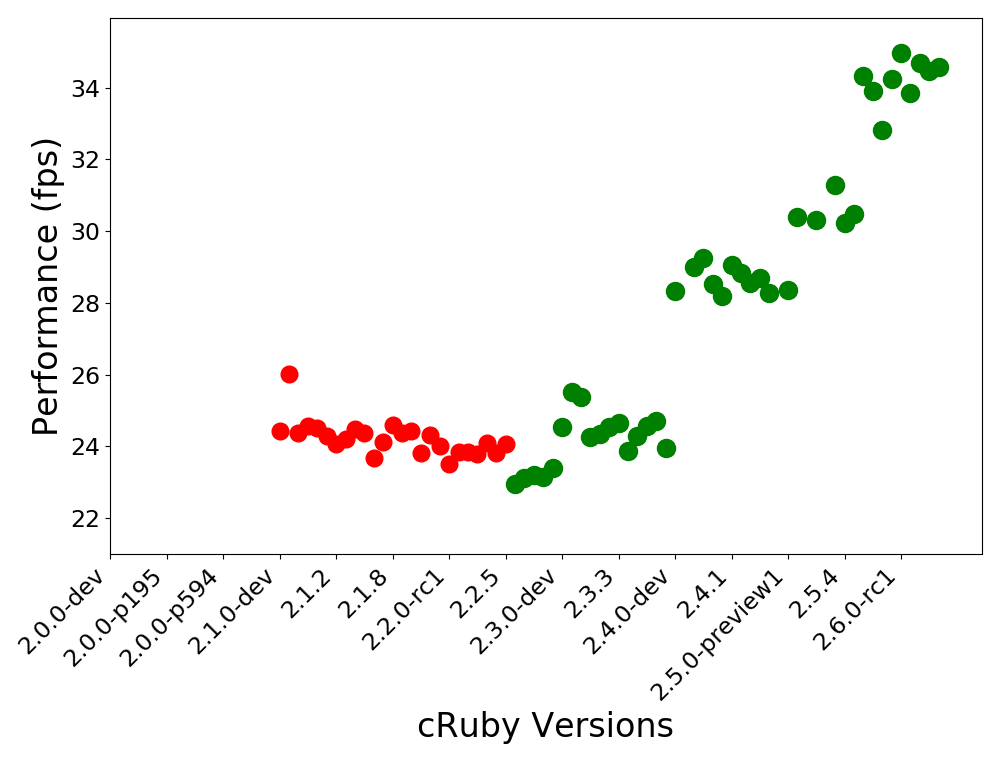 34
32
30
28
26
24
22
Performance (fps)
2.0.0-dev
2.0.0-p195
2.0.0-p594
2.1.0-dev
2.1.2
2.1.8
2.2.0-rc1
2.2.5
2.3.0-dev
2.3.3
2.4.0-dev
2.4.1
2.5.0-preview1
2.5.4
2.6.0-rc1
cRuby Versions